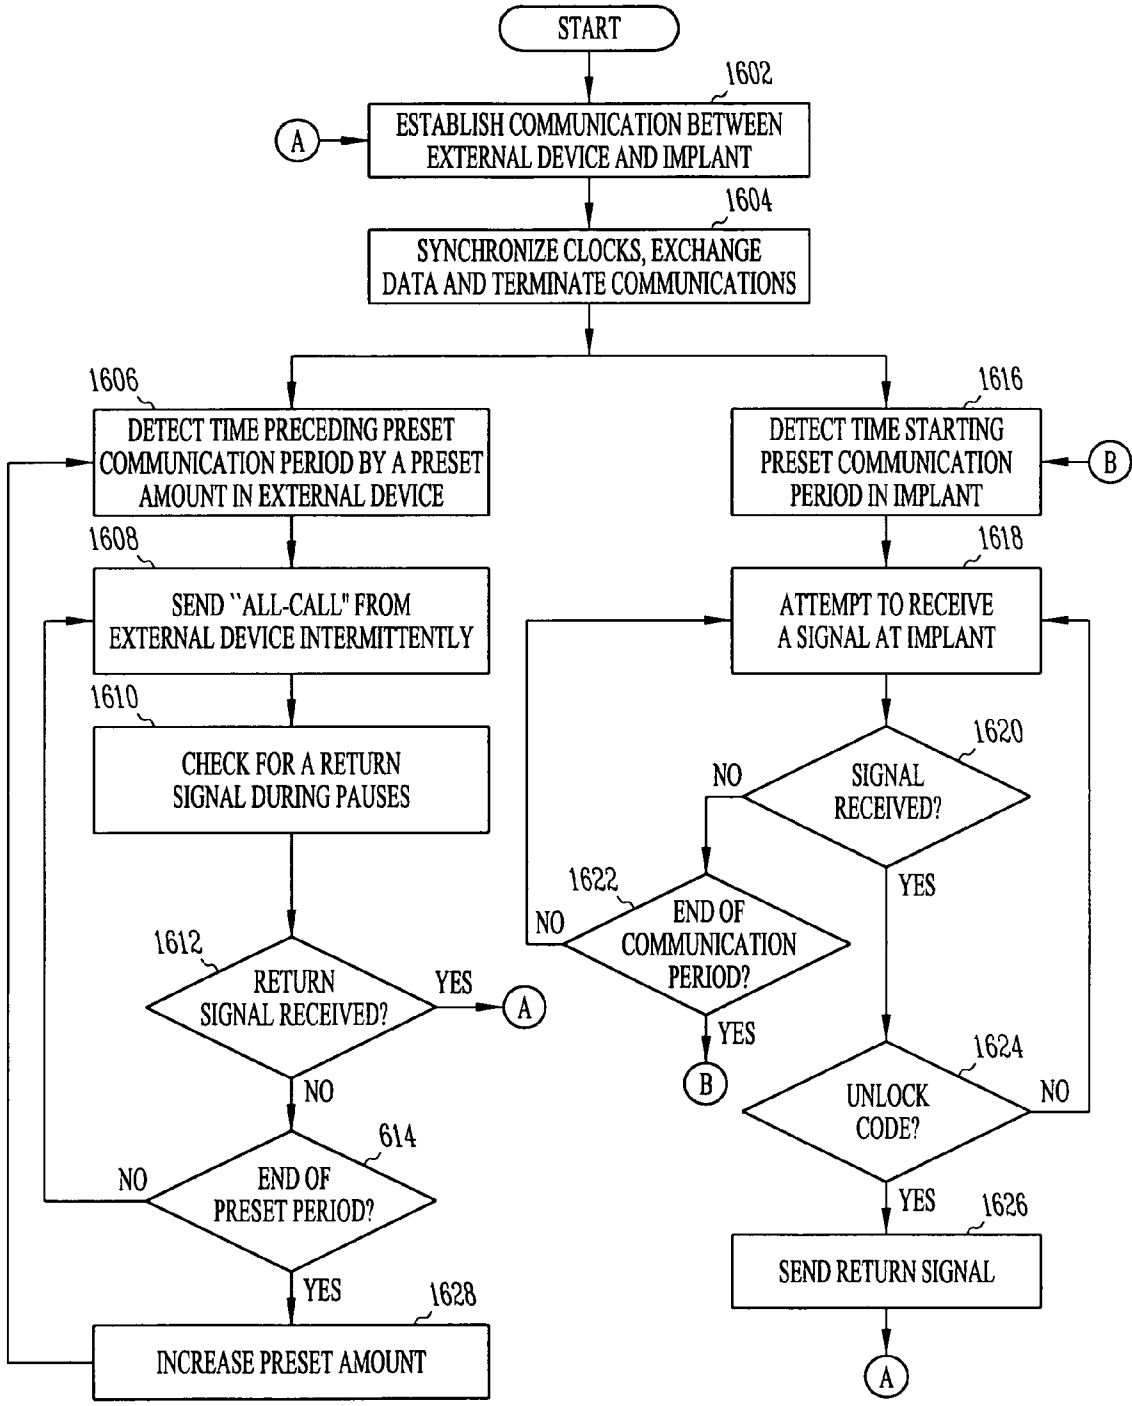 START
1602
A
ESTABLISH COMMUNICATION BETWEEN
EXTERNAL DEVICE AND IMPLANT
1604
SYNCHRONIZE CLOCKS, EXCHANGE
DATA AND TERMINATE COMMUNICATIONS
1606
DETECT TIME PRECEDING PRESET
COMMUNICATION PERIOD BY A PRESET
AMOUNT IN EXTERNAL DEVICE
1608
SEND ``ALL-CALL" FROM
EXTERNAL DEVICE INTERMITTENTLY
1610
CHECK FOR A RETURN
SIGNAL DURING PAUSES
1612
RETURN
SIGNAL RECEIVED?
YES
A
NO
614
END OF
PRESET PERIOD?
NO
YES
1628
INCREASE PRESET AMOUNT
1616
DETECT TIME STARTING
PRESET COMMUNICATION
PERIOD IN IMPLANT
B
1618
ATTEMPT TO RECEIVE
A SIGNAL AT IMPLANT
1620
SIGNAL
RECEIVED?
NO
YES
1622
END OF
COMMUNICATION
PERIOD?
NO
YES
B
1624
UNLOCK
CODE?
NO
YES
1626
SEND RETURN SIGNAL
A